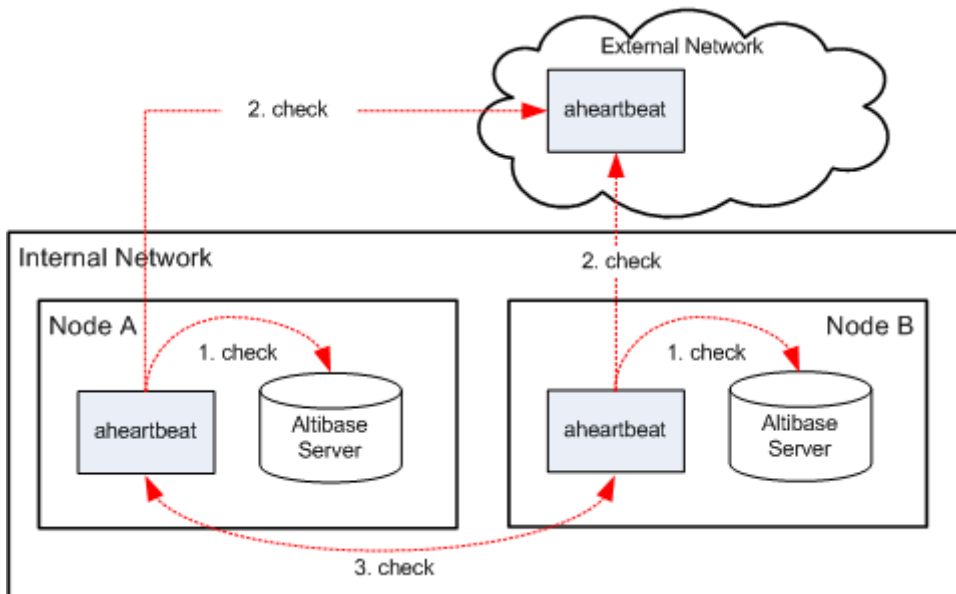 External Network
aheartbeat
2. check
Internal Network
2. check
Node A
Node B
1. check
1. check
aheartbeat
Altibase
Server
aheartbeat
Altibase
Server
3. check